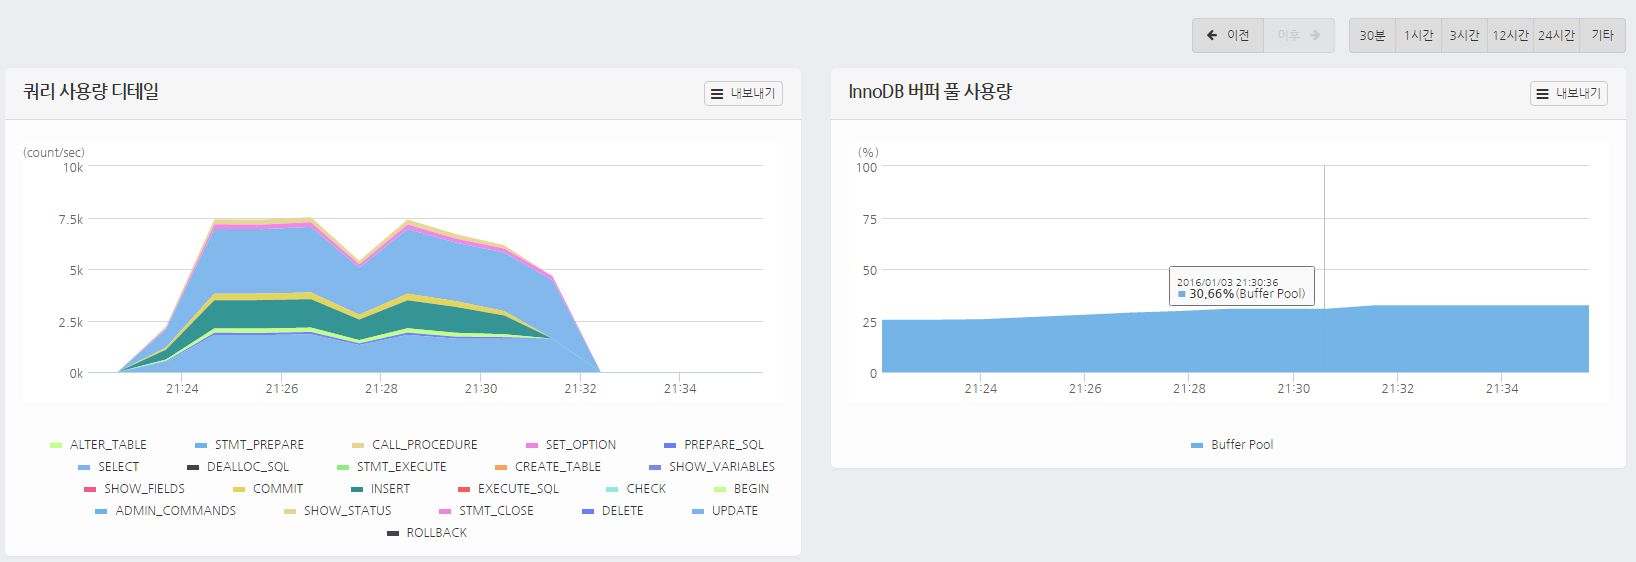 이전 이후 30분 1시간 3시간 12시간 24시간 기타
쿼리 사용량 디테일 내보내기
(count/sec)
10k
7.5k
5k
2.5k
0k
21:24 21:26 21:28 21:30 21:32 21:34
ALTER_TABLE STMT_PREPARE CALL_PROCEDURE SET_OPTION PREPARE_SQL
SELECT DEALLOC_SQL STMT_EXECUTE CREATE_TABLE SHOW_VARIABLES
SHOW_FIELDS COMMIT INSERT EXECUTE_SQL CHECK BEGIN
ADMIN_COMMANDS SHOW_STATUS STMT_CLOSE DELETE UPDATE
ROLLBACK
InnoDB 버퍼 풀 사용량 내보내기
(%)
100
75
50
25
0
2016/01/03 21:30:36
30.66%(Buffer Pool)
21:24 21:26 21:28 21:30 21:32 21:34
Buffer Pool